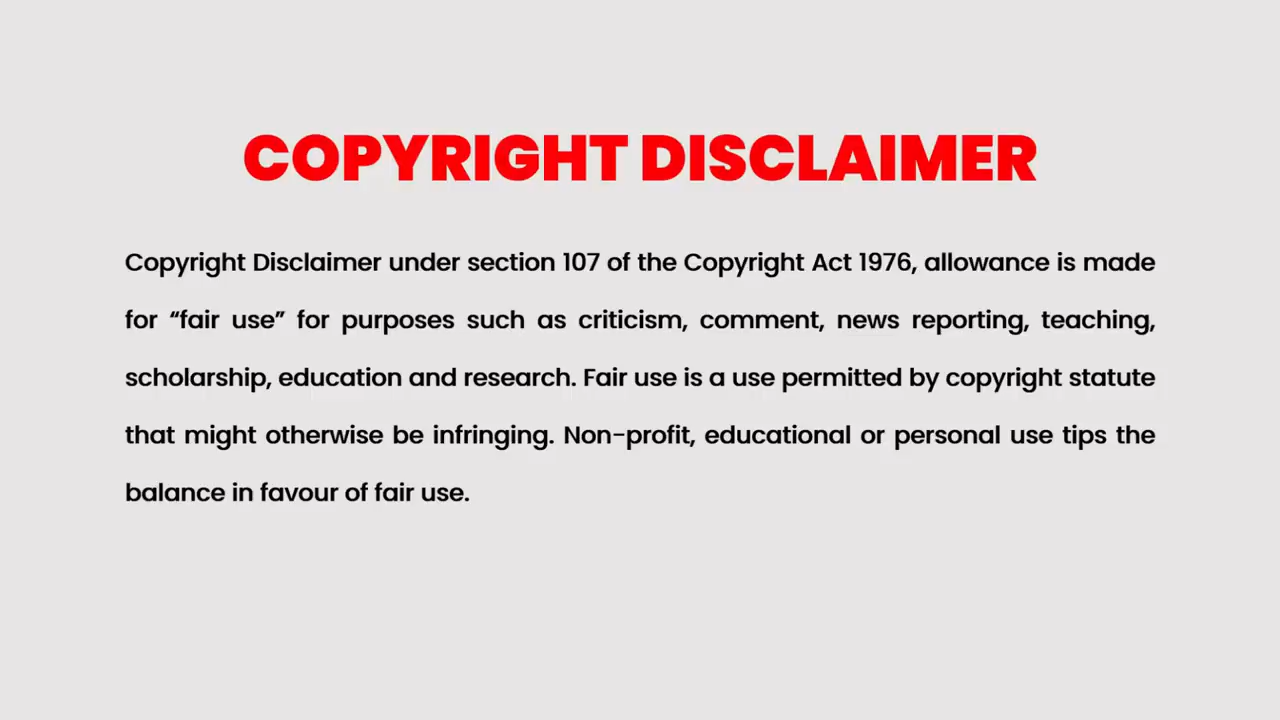 COPYRIGHT DISCLAIMER
Copyright Disclaimer under section 107 of the Copyright Act 1976, allowance is made
for “fair use” for purposes such as criticism, comment, news reporting, teaching,
scholarship, education and research. Fair use is a use permitted by copyright statute
that might otherwise be infringing. Non-profit, educational or personal use tips the
balance in favour of fair use.